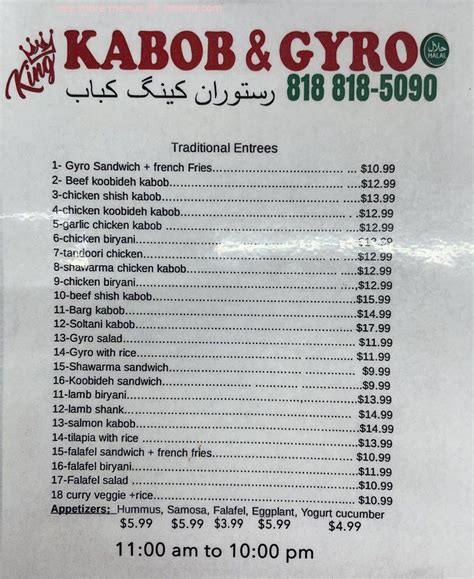 see more menus at
King KABOB & GYRO
حلال HALAL
رستوران کینگ کباب 818 818-5090
Traditional Entrees
1- Gyro Sandwich + french Fries $10.99
2- Beef koobideh kabob $12.99
3-chicken shish kabob $13.99
4-chicken koobideh kabob $12.99
5-garlic chicken kabob $12.99
6-chicken biryani
7-tandoori chicken $12.99
8-shawarma chicken kabob $12.99
9-chicken biryani $12.99
10-beef shish kabob $15.99
11-Barg kabob $14.99
12-Soltani kabob $17.99
13-Gyro salad $10.99
14-Gyro with rice $11.99
15-Shawarma sandwich $9.99
16-Koobideh sandwich $9.99
11-lamb biryani $13.99
12-lamb shank $14.99
13-salmon kabob $14.99
14-tilapia with rice $13.99
15-falafel sandwich + french fries $10.99
16-falafel biryani $11.99
17-Falafel salad $10.99
18 curry veggie +rice $10.99
Appetizers: Hummus, Samosa, Falafel, Eggplant, Yogurt cucumber
$5.99 $5.99 $3.99 $5.99 $4.99
11:00 am to 10:00 pm